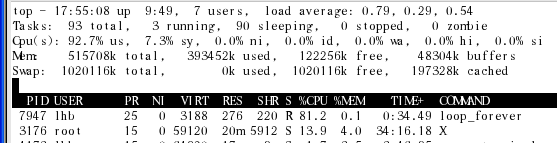 top - 17:55:08 up 9:49, 7 users, load average: 0.79, 0.29, 0.54
Tasks: 93 total, 3 running, 90 sleeping, 0 stopped, 0 zombie
Cpu(s): 92.7% us, 7.3% sy, 0.0% ni, 0.0% id, 0.0% wa, 0.0% hi, 0.0% si
Mem: 515708k total, 393452k used, 122256k free, 48304k buffers
Swap: 1020116k total, 0k used, 1020116k free, 197328k cached
PID USER PR NI VIRT RES SHR S %CPU %MEM TIME+ COMMAND
7947 lhb 25 0 3188 276 220 R 81.2 0.1 0:34.49 loop_forever
3176 root 15 0 59120 20m 5912 S 13.9 4.0 34:16.18 X